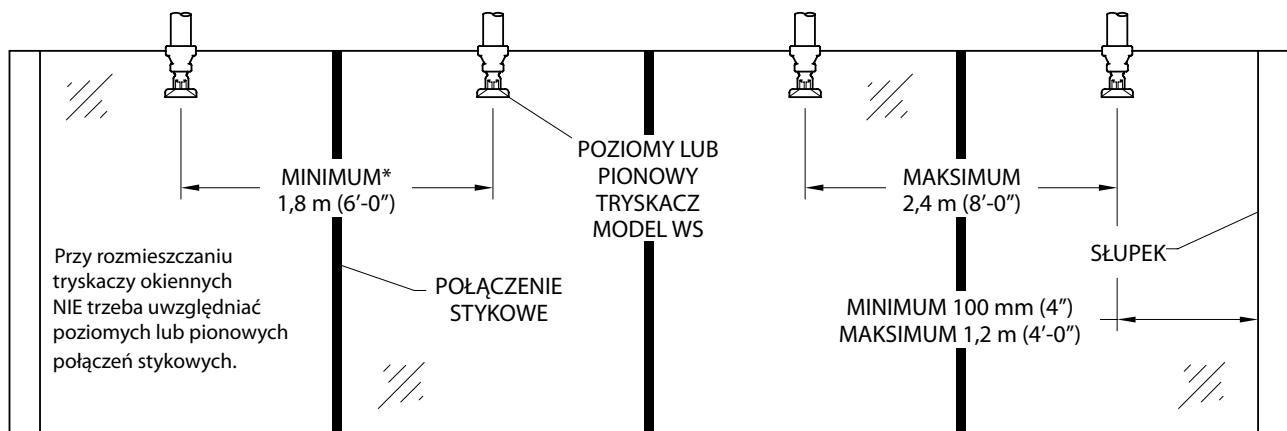 POZIOMY LUB
PIONOWY
TRYSKACZ
MODEL WS
MINIMUM*
1,8 m (6’-0”)
MAKSIMUM
2,4 m (8’-0”)
Przy rozmieszczaniu
tryskaczy okiennych
NIE trzeba uwzględniać
poziomych lub pionowych
połączeń stykowych.
POŁĄCZENIE
STYKOWE
SŁUPEK
MINIMUM 100 mm (4”)
MAKSIMUM 1,2 m (4’-0”)